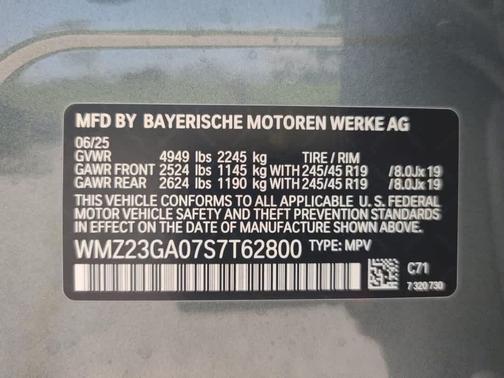 MFD BY BAYERISCHE MOTOREN WERKE AG
06/25
GVWR 4949 lbs 2245 kg TIRE / RIM
GAWR FRONT 2524 lbs 1145 kg WITH 245/45 R19 / 8.0Jx19
GAWR REAR 2624 lbs 1190 kg WITH 245/45 R19 / 8.0Jx19
THIS VEHICLE CONFORMS TO ALL APPLICABLE U. S. FEDERAL
MOTOR VEHICLE SAFETY STANDARDS IN EFFECT ON
THE DATE OF MANUFACTURE SHOWN ABOVE.
WMZ23GA07S7T62800 TYPE: MPV
C71
7 320 730